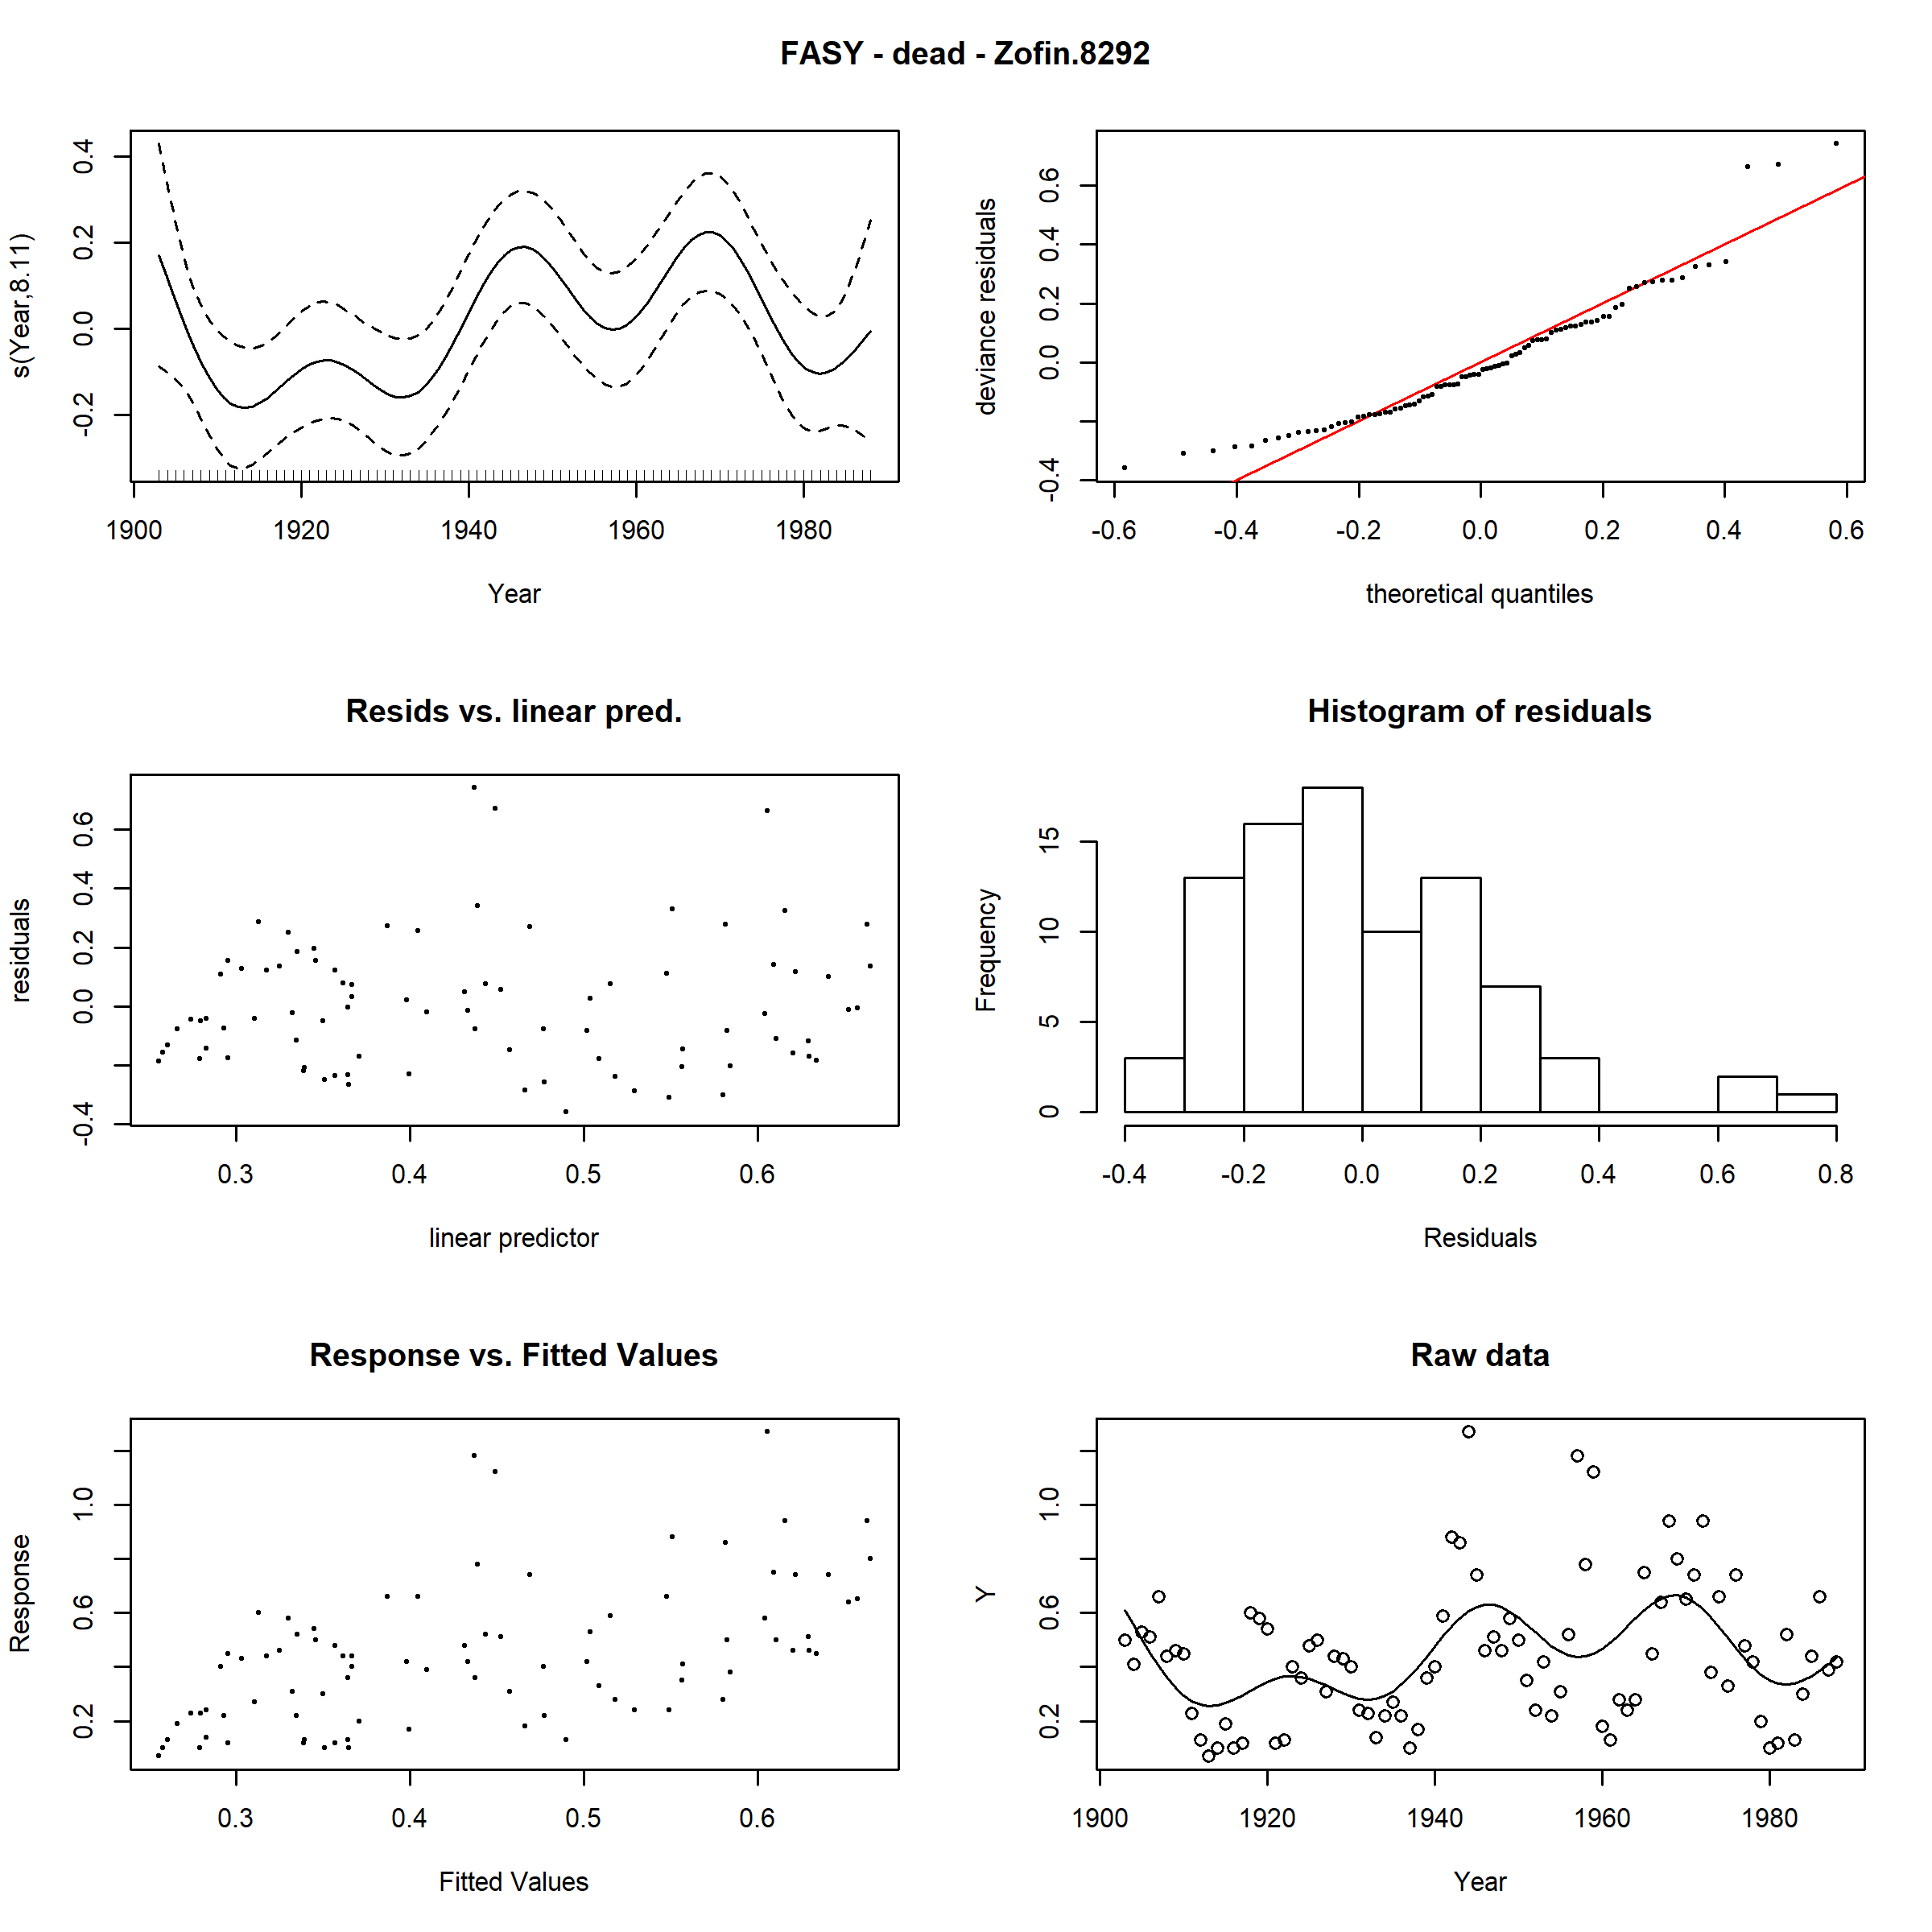 FASY - dead - Zofin.8292
s(Year,8.11)
-0.2 0.0 0.2 0.4
1900 1920 1940 1960 1980
Year
deviance residuals
-0.4 0.0 0.2 0.4 0.6
-0.6 -0.4 -0.2 0.0 0.2 0.4 0.6
theoretical quantiles
Resids vs. linear pred.
residuals
-0.4 0.0 0.2 0.4 0.6
0.3 0.4 0.5 0.6
linear predictor
Histogram of residuals
Frequency
0 5 10 15
-0.4 -0.2 0.0 0.2 0.4 0.6 0.8
Residuals
Response vs. Fitted Values
Response
0.2 0.6 1.0
0.3 0.4 0.5 0.6
Fitted Values
Raw data
Y
0.2 0.6 1.0
1900 1920 1940 1960 1980
Year